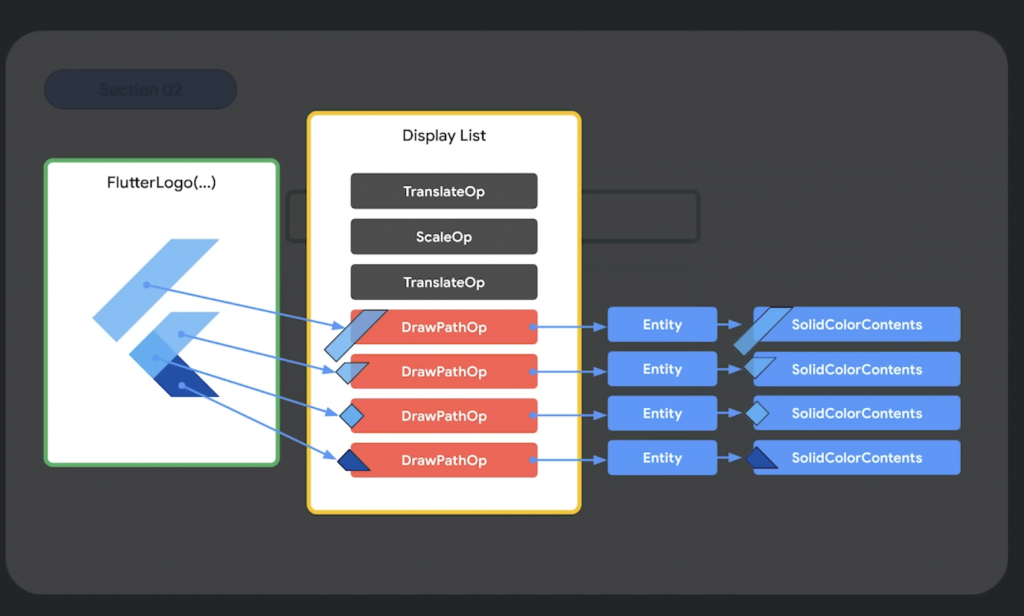 Section 02
Display List
FlutterLogo(...)
TranslateOp
ScaleOp
TranslateOp
DrawPathOp
Entity
SolidColorContents
DrawPathOp
Entity
SolidColorContents
DrawPathOp
Entity
SolidColorContents
DrawPathOp
Entity
SolidColorContents